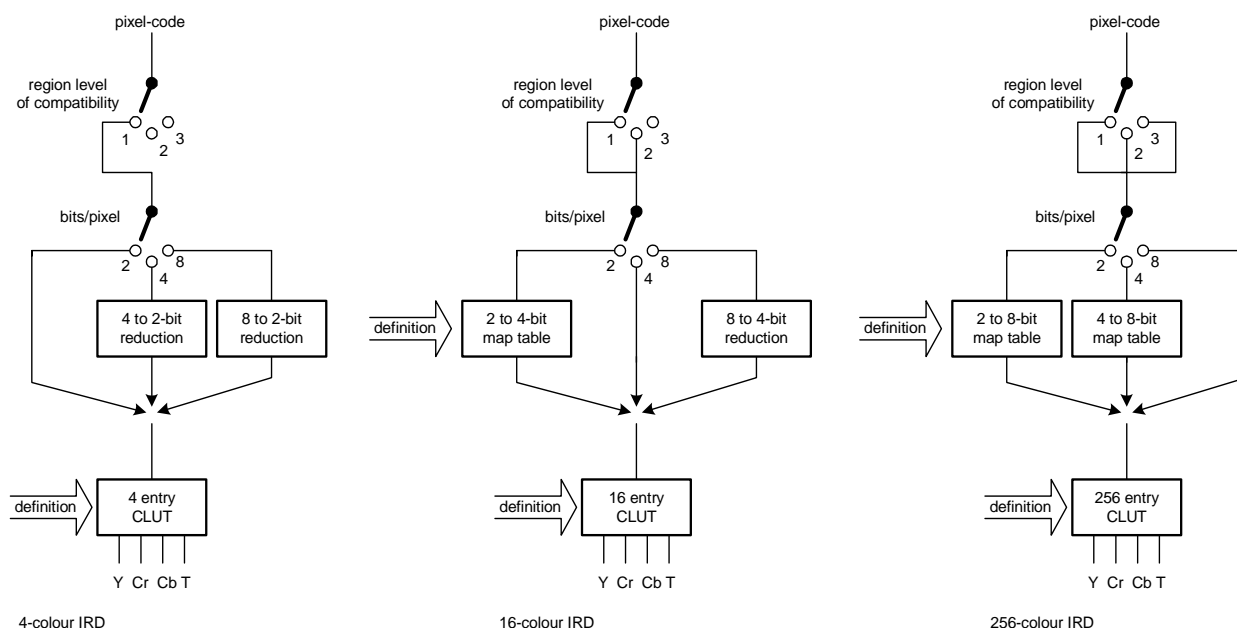 pixel-code
region level
of compatibility
1
2
3
bits/pixel
2
4
8
4 to 2-bit
reduction
8 to 2-bit
reduction
definition
4 entry
CLUT
Y Cr Cb T
4-colour IRD
pixel-code
region level
of compatibility
1
2
3
bits/pixel
2
4
8
definition
2 to 4-bit
map table
8 to 4-bit
reduction
definition
16 entry
CLUT
Y Cr Cb T
16-colour IRD
pixel-code
region level
of compatibility
1
2
3
bits/pixel
2
4
8
definition
2 to 8-bit
map table
4 to 8-bit
map table
definition
256 entry
CLUT
Y Cr Cb T
256-colour IRD